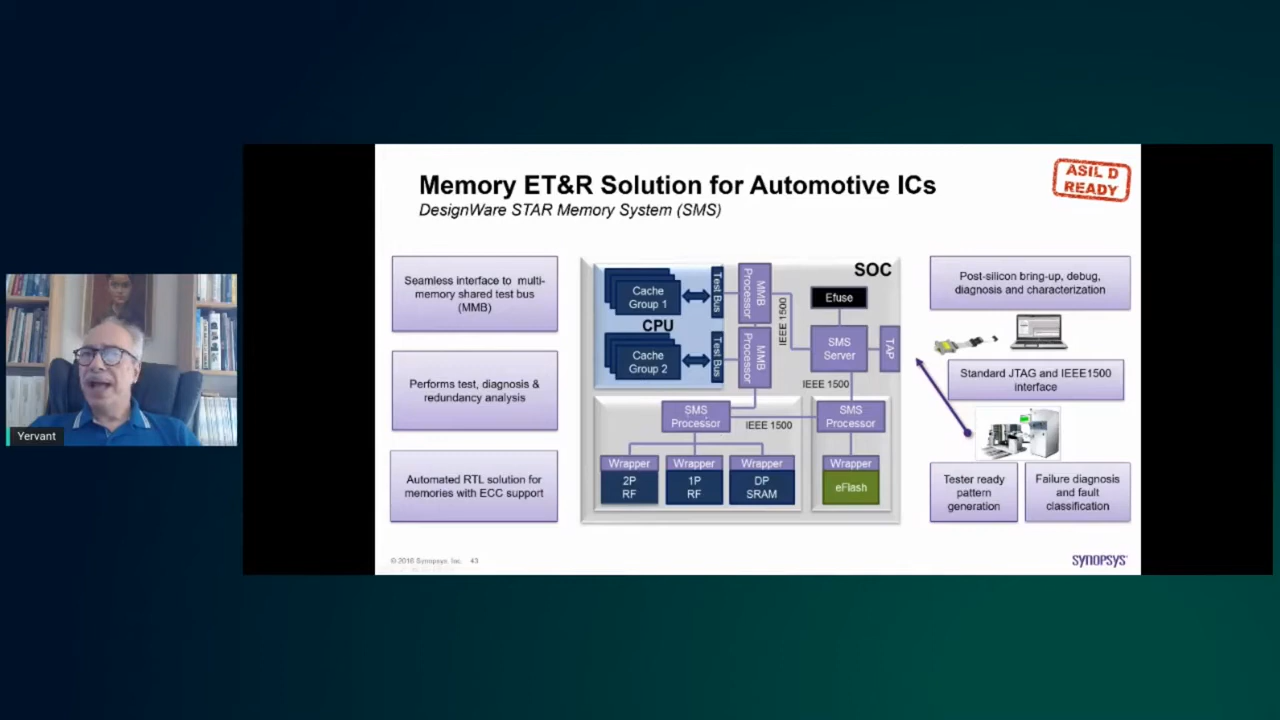 Memory ET&R Solution for Automotive ICs
DesignWare STAR Memory System (SMS)
ASIL D
READY
Seamless interface to multi-
memory shared test bus
(MMB)
Performs test, diagnosis &
redundancy analysis
Automated RTL solution for
memories with ECC support
SOC
Cache
Group 1
Test Bus
MMB
Processor
CPU
Cache
Group 2
Test Bus
MMB
Processor
IEEE 1500
Efuse
SMS
Server
TAP
IEEE 1500
SMS
Processor
IEEE 1500
SMS
Processor
Wrapper
2P
RF
Wrapper
1P
RF
Wrapper
DP
SRAM
Wrapper
eFlash
Post-silicon bring-up, debug,
diagnosis and characterization
Standard JTAG and IEEE1500
interface
Tester ready
pattern
generation
Failure diagnosis
and fault
classification
© 2016 Synopsys, Inc. 43
SYNOPSYS
Yervant